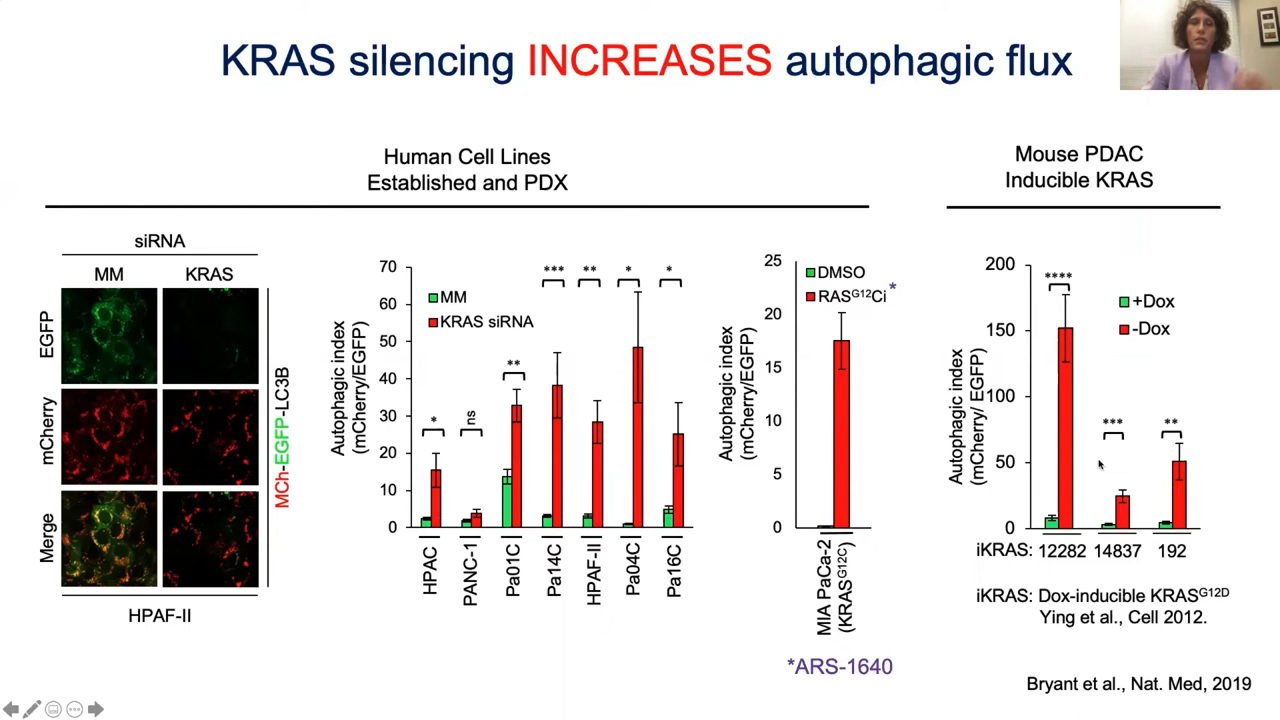 KRAS silencing INCREASES autophagic flux
Human Cell Lines
Established and PDX
Mouse PDAC
Inducible KRAS
siRNA
MM KRAS
EGFP
mCherry
Merge
MCh-EGFP-LC3B
HPAF-II
Autophagic index
(mCherry/EGFP)
70
60
50
40
30
20
10
0
MM
KRAS siRNA
*
ns
**
***
**
*
*
HPAC
PANC-1
Pa01C
Pa14C
HPAF-II
Pa04C
Pa16C
Autophagic index
(mCherry/EGFP)
25
20
15
10
5
0
DMSO
RASG12Ci *
MIA PaCa-2
(KRASG12C)
*ARS-1640
Autophagic index
(mCherry/ EGFP)
200
150
100
50
0
****
***
**
+Dox
-Dox
iKRAS: 12282 14837 192
iKRAS: Dox-inducible KRASG12D
Ying et al., Cell 2012.
Bryant et al., Nat. Med, 2019